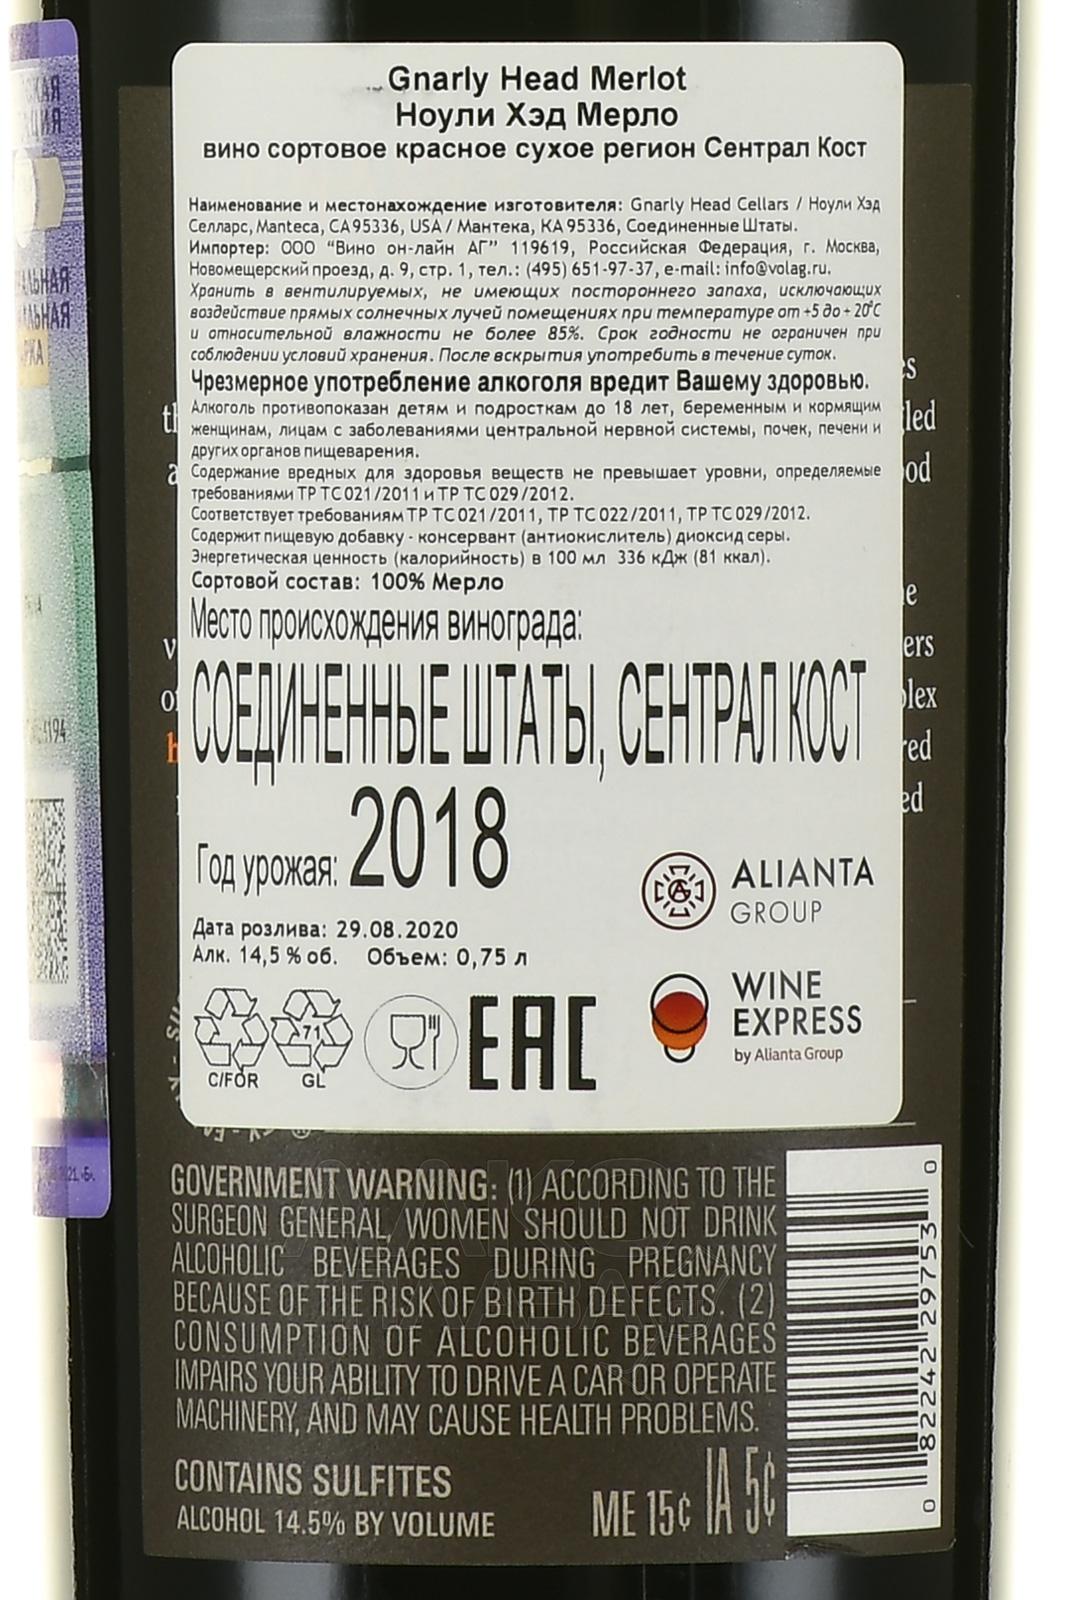 Gnarly Head Merlot
Ноули Хэд Мерло
вино сортовое красное сухое регион Сентрал Кост
Наименование и местонахождение изготовителя: Gnarly Head Cellars / Ноули Хэд
Селларс, Manteca, CA 95336, USA / Мантека, КА 95336, Соединенные Штаты.
Импортер: ООО "Вино он-лайн АГ" 119619, Российская Федерация, г. Москва,
Новомещерский проезд, д. 9, стр. 1, тел.: (495) 651-97-37, e-mail: info@volag.ru.
Хранить в вентилируемых, не имеющих постороннего запаха, исключающих
воздействие прямых солнечных лучей помещениях при температуре от +5 до + 20°С
и относительной влажности не более 85%. Срок годности не ограничен при
соблюдении условий хранения. После вскрытия употребить в течение суток.
Чрезмерное употребление алкоголя вредит Вашему здоровью.
Алкоголь противопоказан детям и подросткам до 18 лет, беременным и кормящим
женщинам, лицам с заболеваниями центральной нервной системы, почек, печени и
других органов пищеварения.
Содержание вредных для здоровья веществ не превышает уровни, определяемые
требованиями ТР ТС 021/2011 и ТР ТС 029/2012.
Соответствует требованиям ТР ТС 021/2011, ТР ТС 022/2011, ТР ТС 029/2012.
Содержит пищевую добавку - консервант (антиокислитель) диоксид серы.
Энергетическая ценность (калорийность) в 100 мл 336 кДж (81 ккал).
Сортовой состав: 100% Мерло
Место происхождения винограда:
СОЕДИНЕННЫЕ ШТАТЫ, СЕНТРАЛ КОСТ
Год урожая: 2018
Дата розлива: 29.08.2020
Алк. 14,5 % об. Объем: 0,75 л
ALIANTA
GROUP
WINE
EXPRESS
by Alianta Group
71
C/FOR
GL
EAC
GOVERNMENT WARNING: (1) ACCORDING TO THE
SURGEON GENERAL, WOMEN SHOULD NOT DRINK
ALCOHOLIC BEVERAGES DURING PREGNANCY
BECAUSE OF THE RISK OF BIRTH DEFECTS. (2)
CONSUMPTION OF ALCOHOLIC BEVERAGES
IMPAIRS YOUR ABILITY TO DRIVE A CAR OR OPERATE
MACHINERY, AND MAY CAUSE HEALTH PROBLEMS.
CONTAINS SULFITES
ALCOHOL 14.5% BY VOLUME
ME 15¢ IA 5¢
0 82242 29753 0